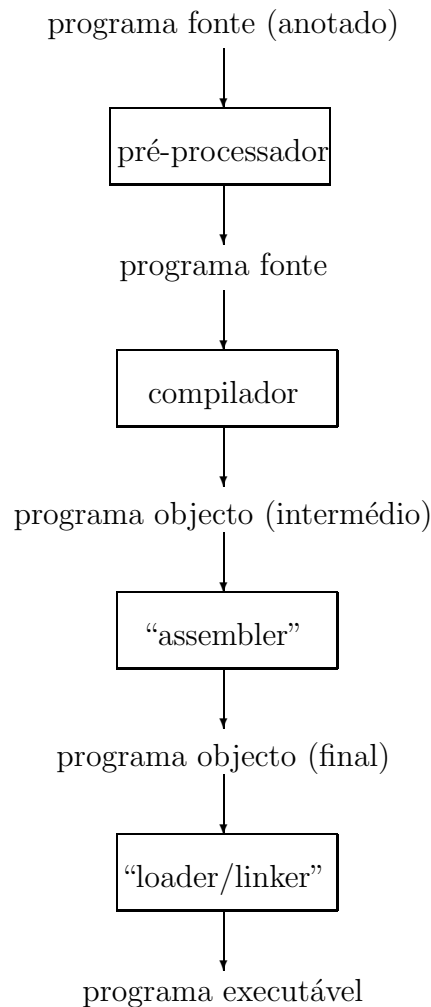 programa fonte (anotado)
pré-processador
programa fonte
compilador
programa objecto (intermédio)
“assembler”
programa objecto (final)
“loader/linker”
programa executável